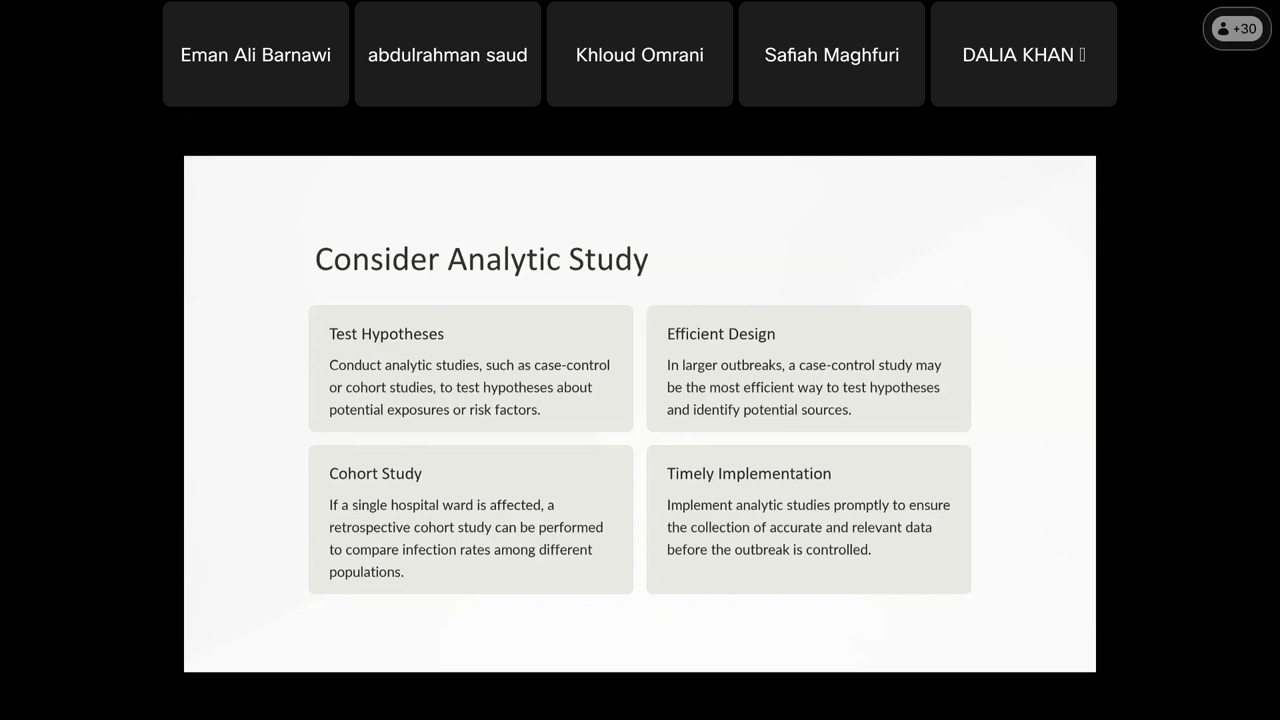 Eman Ali Barnawi
abdulrahman saud
Khloud Omrani
Safiah Maghfuri
DALIA KHAN
+30
Consider Analytic Study
Test Hypotheses
Conduct analytic studies, such as case-control
or cohort studies, to test hypotheses about
potential exposures or risk factors.
Efficient Design
In larger outbreaks, a case-control study may
be the most efficient way to test hypotheses
and identify potential sources.
Cohort Study
If a single hospital ward is affected, a
retrospective cohort study can be performed
to compare infection rates among different
populations.
Timely Implementation
Implement analytic studies promptly to ensure
the collection of accurate and relevant data
before the outbreak is controlled.